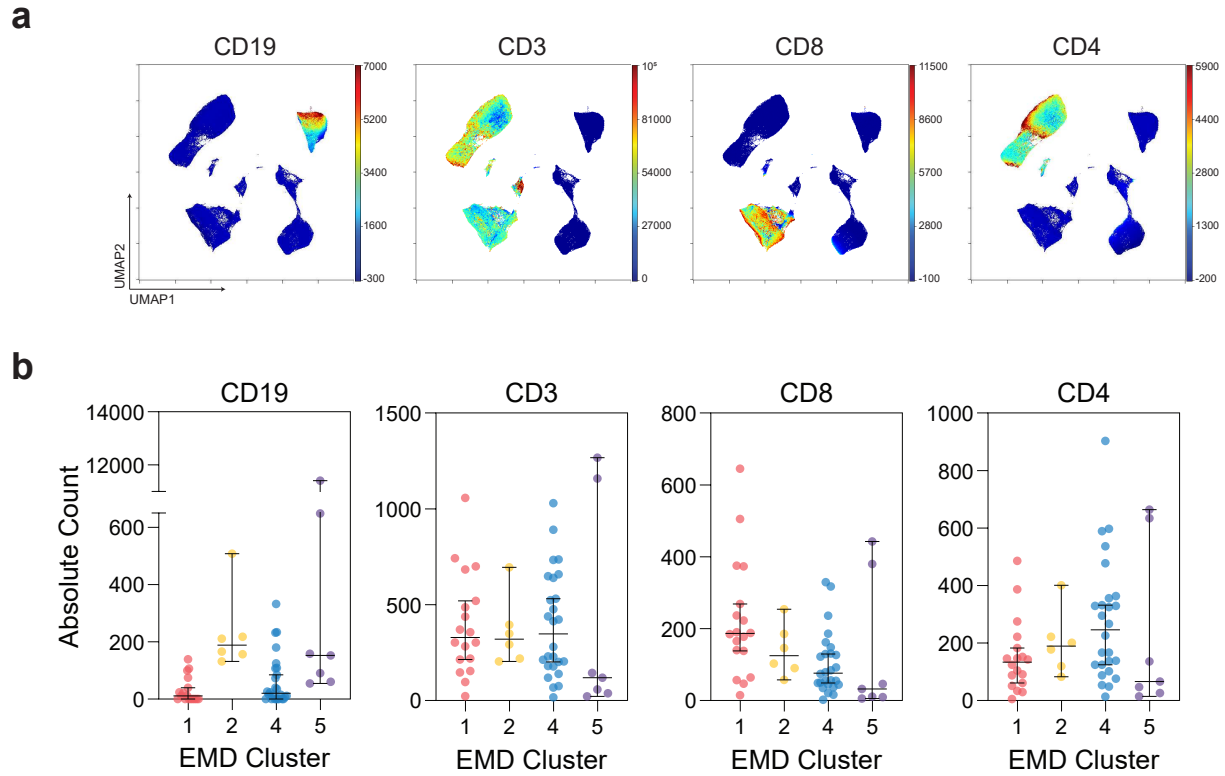 a
CD19 CD3 CD8 CD4
7000 10⁵ 11500 5900
5200 81000 8600 4400
3400 54000 5700 2800
1600 27000 2800 1300
-300 0 -100 -200
UMAP2
UMAP1
b
CD19 CD3 CD8 CD4
Absolute Count
14000 12000 600 400 200 0
1500 1000 500 0
800 600 400 200 0
1000 800 600 400 200 0
1 2 4 5 1 2 4 5 1 2 4 5 1 2 4 5
EMD Cluster EMD Cluster EMD Cluster EMD Cluster